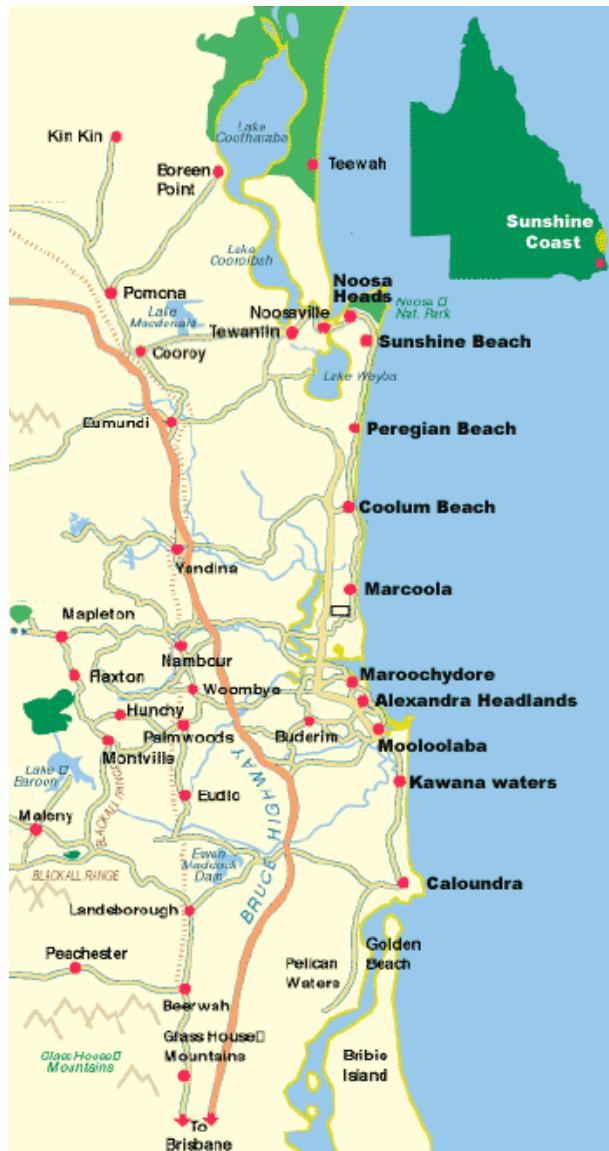 Lake
Cootharaba
Kin Kin
Boreen
Point
Teewah
Sunshine
Coast
Lake
Cooroibah
Pomona
Noosa
Heads
Noosa
Nat. Park
Lake
Macdonald
Noosaville
Tewantin
Sunshine Beach
Cooroy
Lake Weyba
Eumundi
Peregian Beach
Coolum Beach
Yandina
Marcoola
Mapleton
Nambour
Flaxton
Maroochydore
Woombye
Alexandra Headlands
Hunchy
Palmwoods
Buderim
Mooloolaba
Montville
Lake
Baroon
BLACKALL RANGE
Eudlo
BRUCE HIGHWAY
Kawana waters
Maleny
Ewen
Maddock
Dam
BLACKALL RANGE
Caloundra
Landsborough
Golden
Beach
Peachester
Pelican
Waters
Beerwah
Glass House
Mountains
Glass House
Mountains
Bribie
Island
To
Brisbane